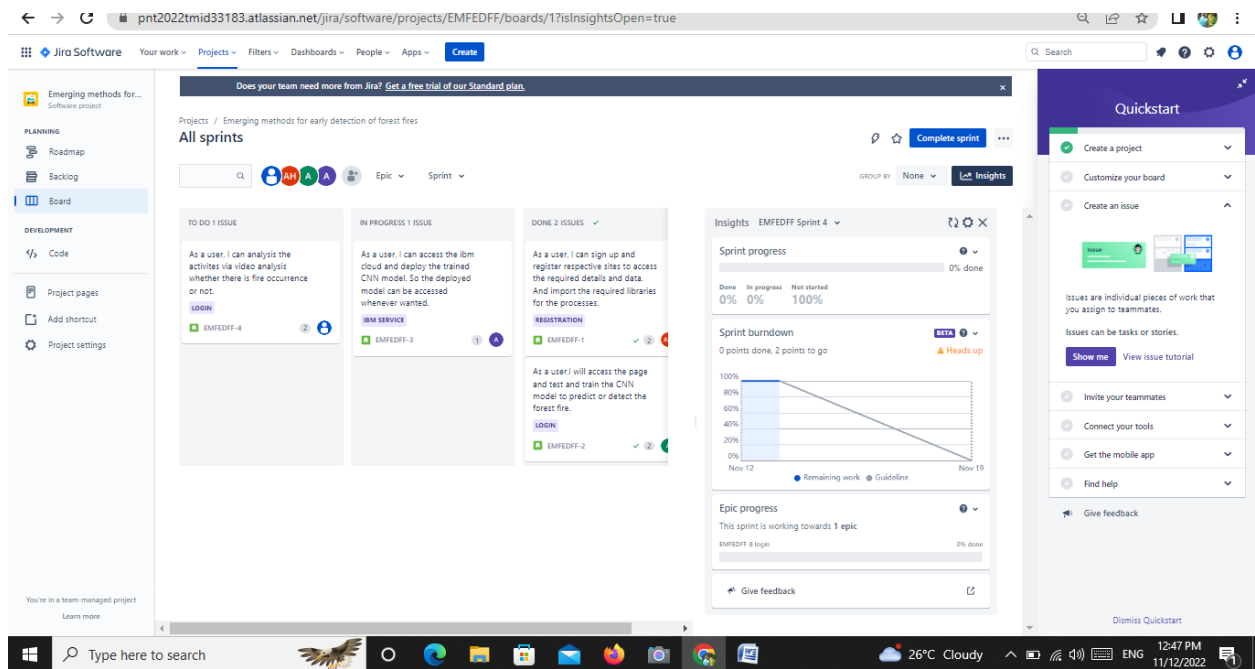 pnt2022tmid33183.atlassian.net/jira/software/projects/EMFEDFF/boards/1?isInsightsOpen=true
Jira Software Your work Projects Filters Dashboards People Apps Create Search
Does your team need more from Jira? Get a free trial of our Standard plan.
Emerging methods for...
Software project
PLANNING
Roadmap
Backlog
Board
DEVELOPMENT
Code
Project pages
Add shortcut
Project settings
You're in a team-managed project
Learn more
Projects / Emerging methods for early detection of forest fires
All sprints
Complete sprint
AH A A Epic Sprint
GROUP BY None Insights
TO DO 1 ISSUE
As a user, I can analysis the
activites via video analysis
whether there is fire occurrence
or not.
LOGIN
EMFEDFF-4 2
IN PROGRESS 1 ISSUE
As a user, I can access the ibm
cloud and deploy the trained
CNN model. So the deployed
model can be accessed
whenever wanted.
IBM SERVICE
EMFEDFF-3 1 A
DONE 2 ISSUES
As a user, I can sign up and
register respective sites to access
the required details and data.
And import the required libraries
for the processes.
REGISTRATION
EMFEDFF-1 2
As a user,I will access the page
and test and train the CNN
model to predict or detect the
forest fire.
LOGIN
EMFEDFF-2 2
Insights EMFEDFF Sprint 4
Sprint progress
0% done
Done In progress Not started
0% 0% 100%
Sprint burndown BETA
0 points done, 2 points to go Heads up
100%
80%
60%
40%
20%
0%
Nov 12 Nov 19
Remaining work Guideline
Epic progress
This sprint is working towards 1 epic
EMFEDFF-8 login 0% done
Give feedback
Quickstart
Create a project
Customize your board
Create an issue
Issues are individual pieces of work that
you assign to teammates.
Issues can be tasks or stories.
Show me View issue tutorial
Invite your teammates
Connect your tools
Get the mobile app
Find help
Give feedback
Dismiss Quickstart
Type here to search
26°C Cloudy ENG
12:47 PM
11/12/2022